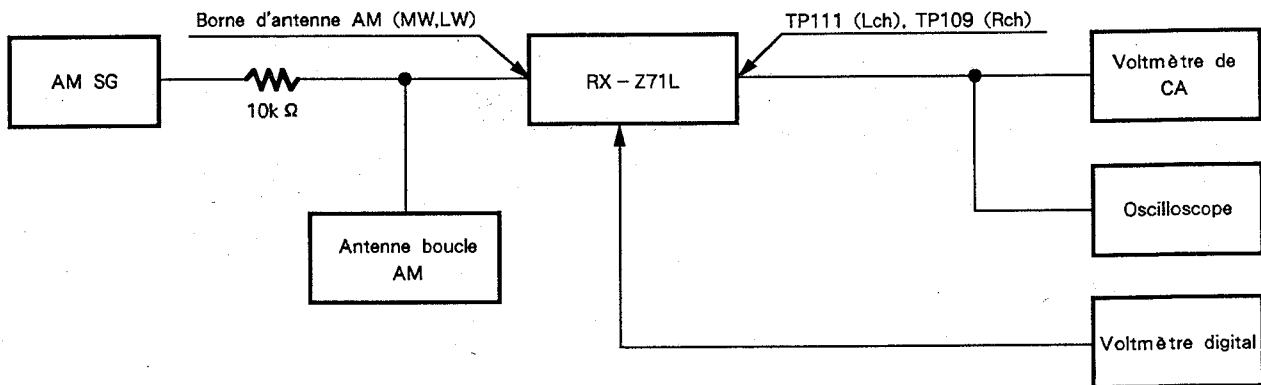 Borne d'antenne AM (MW,LW)
TP111 (Lch), TP109 (Rch)
AM SG
10k Ω
RX – Z71L
Voltmètre de
CA
Antenne boucle
AM
Oscilloscope
Voltmètre digital